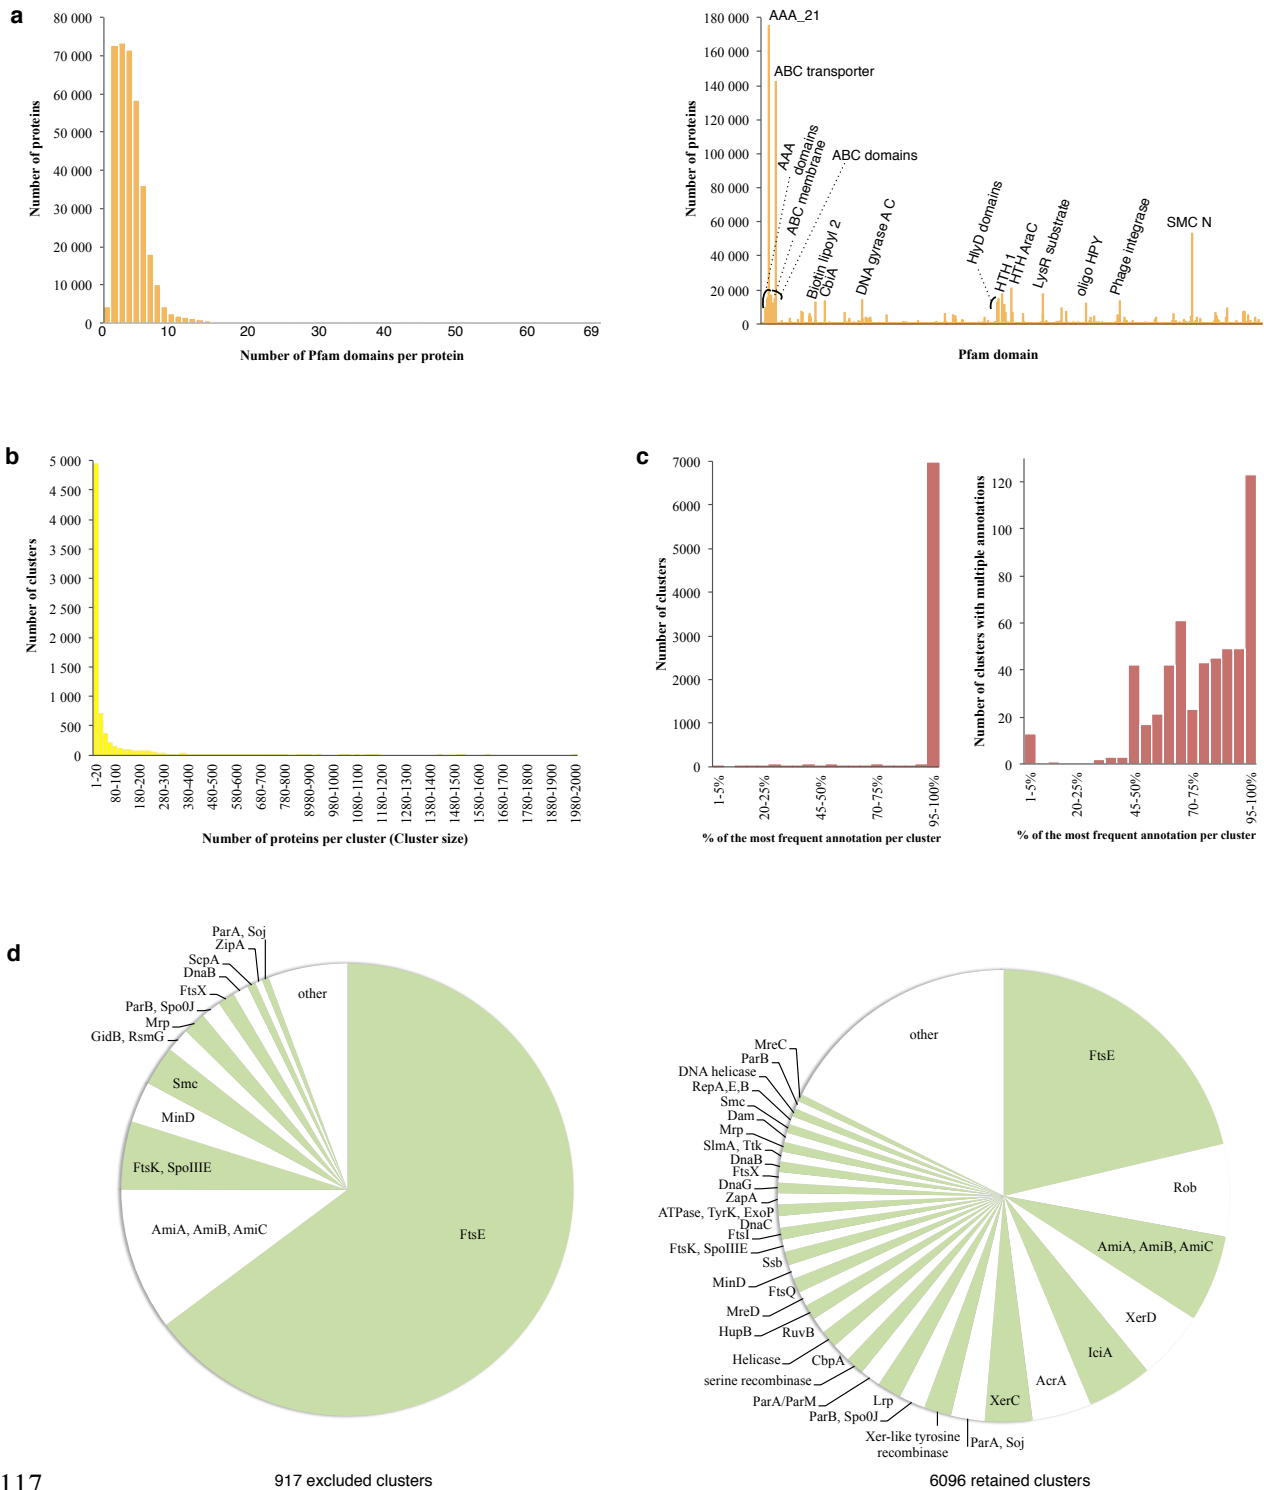 a
80 000
70 000
60 000
50 000
40 000
30 000
20 000
10 000
0
Number of proteins
0
10
20
30
40
50
60
69
Number of Pfam domains per protein
180 000
160 000
140 000
120 000
100 000
80 000
60 000
40 000
20 000
0
Number of proteins
AAA_21
ABC transporter
AAA
domains
ABC membrane
ABC domains
Biotin lipoyl 2
CbiA
DNA gyrase A C
HlyD domains
HTH 1
HTH AraC
LysR substrate
oligo HPY
Phage integrase
SMC N
Pfam domain
b
5 000
4 500
4 000
3 500
3 000
2 500
2 000
1 500
1 000
500
0
Number of clusters
1-20
80-100
180-200
280-300
380-400
480-500
580-600
680-700
780-800
8980-900
980-1000
1080-1100
1180-1200
1280-1300
1380-1400
1480-1500
1580-1600
1680-1700
1780-1800
1880-1900
1980-2000
Number of proteins per cluster (Cluster size)
c
7000
6000
5000
4000
3000
2000
1000
0
Number of clusters
1-5%
20-25%
45-50%
70-75%
95-100%
% of the most frequent annotation per cluster
120
100
80
60
40
20
0
Number of clusters with multiple annotations
1-5%
20-25%
45-50%
70-75%
95-100%
% of the most frequent annotation per cluster
d
ParA, Soj
ZipA
ScpA
DnaB
FtsX
ParB, Spo0J
Mrp
GidB, RsmG
Smc
MinD
FtsK, SpoIIIE
AmiA, AmiB, AmiC
other
FtsE
917 excluded clusters
other
MreC
ParB
DNA helicase
RepA,E,B
Smc
Dam
Mrp
SlmA, Ttk
DnaB
FtsX
DnaG
ZapA
ATPase, TyrK, ExoP
DnaC
FtsI
FtsK, SpoIIIE
Ssb
MinD
FtsQ
MreD
HupB
RuvB
Helicase
CbpA
serine recombinase
ParA/ParM
Lrp
ParB, Spo0J
Xer-like tyrosine
recombinase
ParA, Soj
XerC
AcrA
IciA
XerD
AmiA, AmiB, AmiC
Rob
FtsE
6096 retained clusters
117